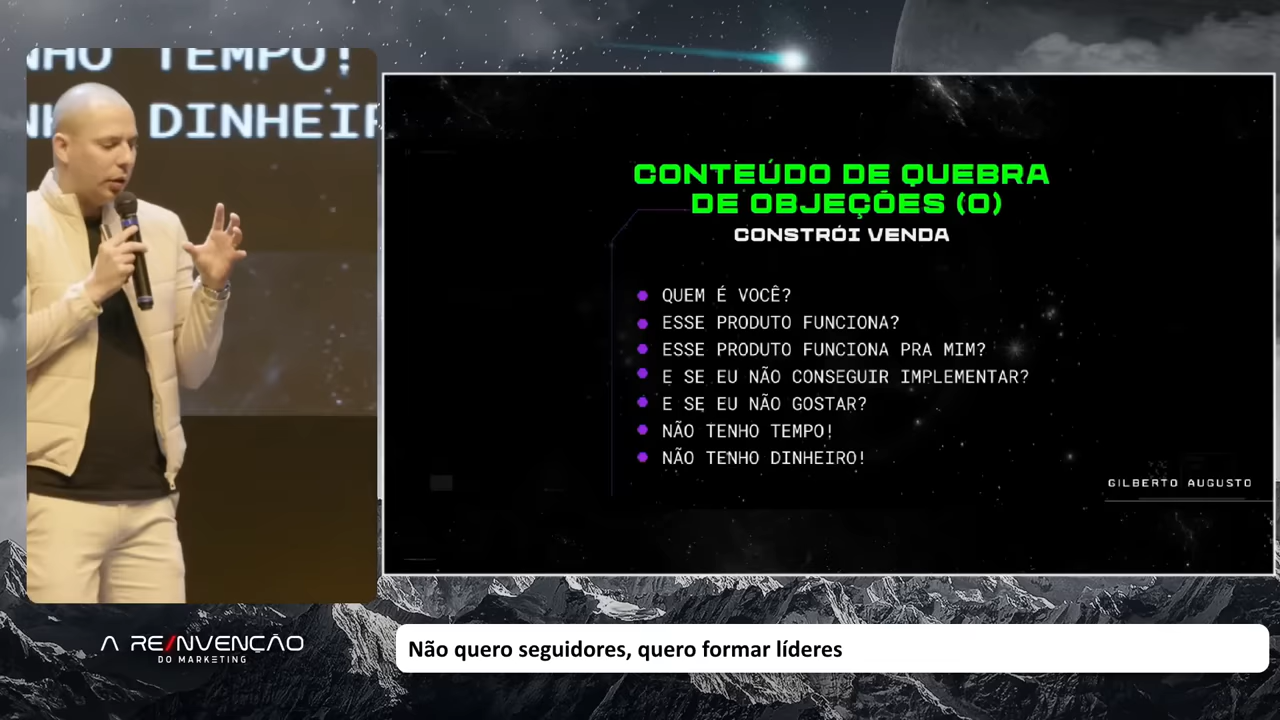 TEMPO!
DINHEIR
CONTEÚDO DE QUEBRA
DE OBJEÇÕES (O)
CONSTRÓI VENDA
QUEM É VOCÊ?
ESSE PRODUTO FUNCIONA?
ESSE PRODUTO FUNCIONA PRA MIM?
E SE EU NÃO CONSEGUIR IMPLEMENTAR?
E SE EU NÃO GOSTAR?
NÃO TENHO TEMPO!
NÃO TENHO DINHEIRO!
GILBERTO AUGUSTO
A RE/NVENÇÃO
DO MARKETING
Não quero seguidores, quero formar líderes